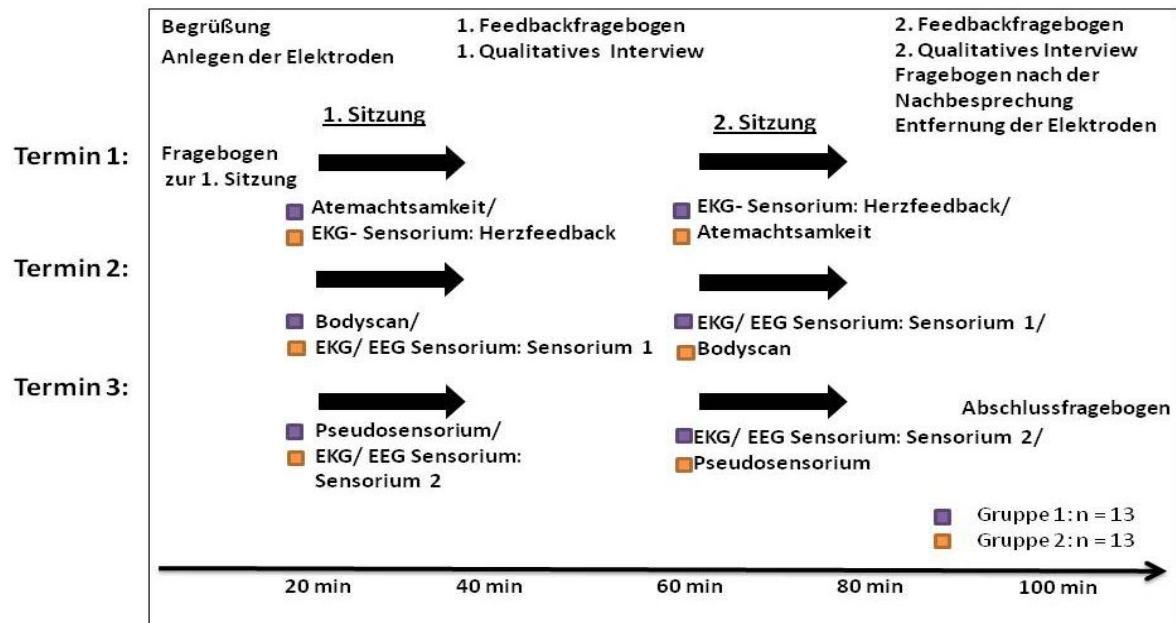 Begrüßung
Anlegen der Elektroden
1. Feedbackfragebogen
1. Qualitatives Interview
2. Feedbackfragebogen
2. Qualitatives Interview
Fragebogen nach der
Nachbesprechung
Entfernung der Elektroden
1. Sitzung
2. Sitzung
Termin 1:
Fragebogen
zur 1. Sitzung
Atemachtsamkeit/
EKG- Sensorium: Herzfeedback
EKG- Sensorium: Herzfeedback/
Atemachtsamkeit
Termin 2:
Bodyscan/
EKG/ EEG Sensorium: Sensorium 1
EKG/ EEG Sensorium: Sensorium 1/
Bodyscan
Termin 3:
Pseudosensorium/
EKG/ EEG Sensorium:
Sensorium 2
EKG/ EEG Sensorium: Sensorium 2/
Pseudosensorium
Abschlussfragebogen
Gruppe 1: n = 13
Gruppe 2: n = 13
20 min
40 min
60 min
80 min
100 min